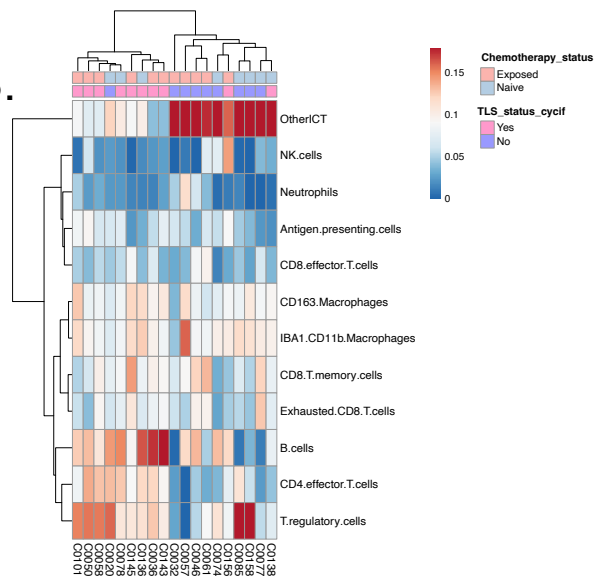 Chemotherapy_status
Exposed
Naive
TLS_status_cycif
Yes
No
0.15
0.1
0.05
0
OtherICT
NK.cells
Neutrophils
Antigen.presenting.cells
CD8.effector.T.cells
CD163.Macrophages
IBA1.CD11b.Macrophages
CD8.T.memory.cells
Exhausted.CD8.T.cells
B.cells
CD4.effector.T.cells
T.regulatory.cells
C0101
C0050
C0058
C0020
C0078
C0145
C0136
C0036
C0143
C0032
C0057
C0046
C0061
C0074
C0156
C0085
C0158
C0077
C0138